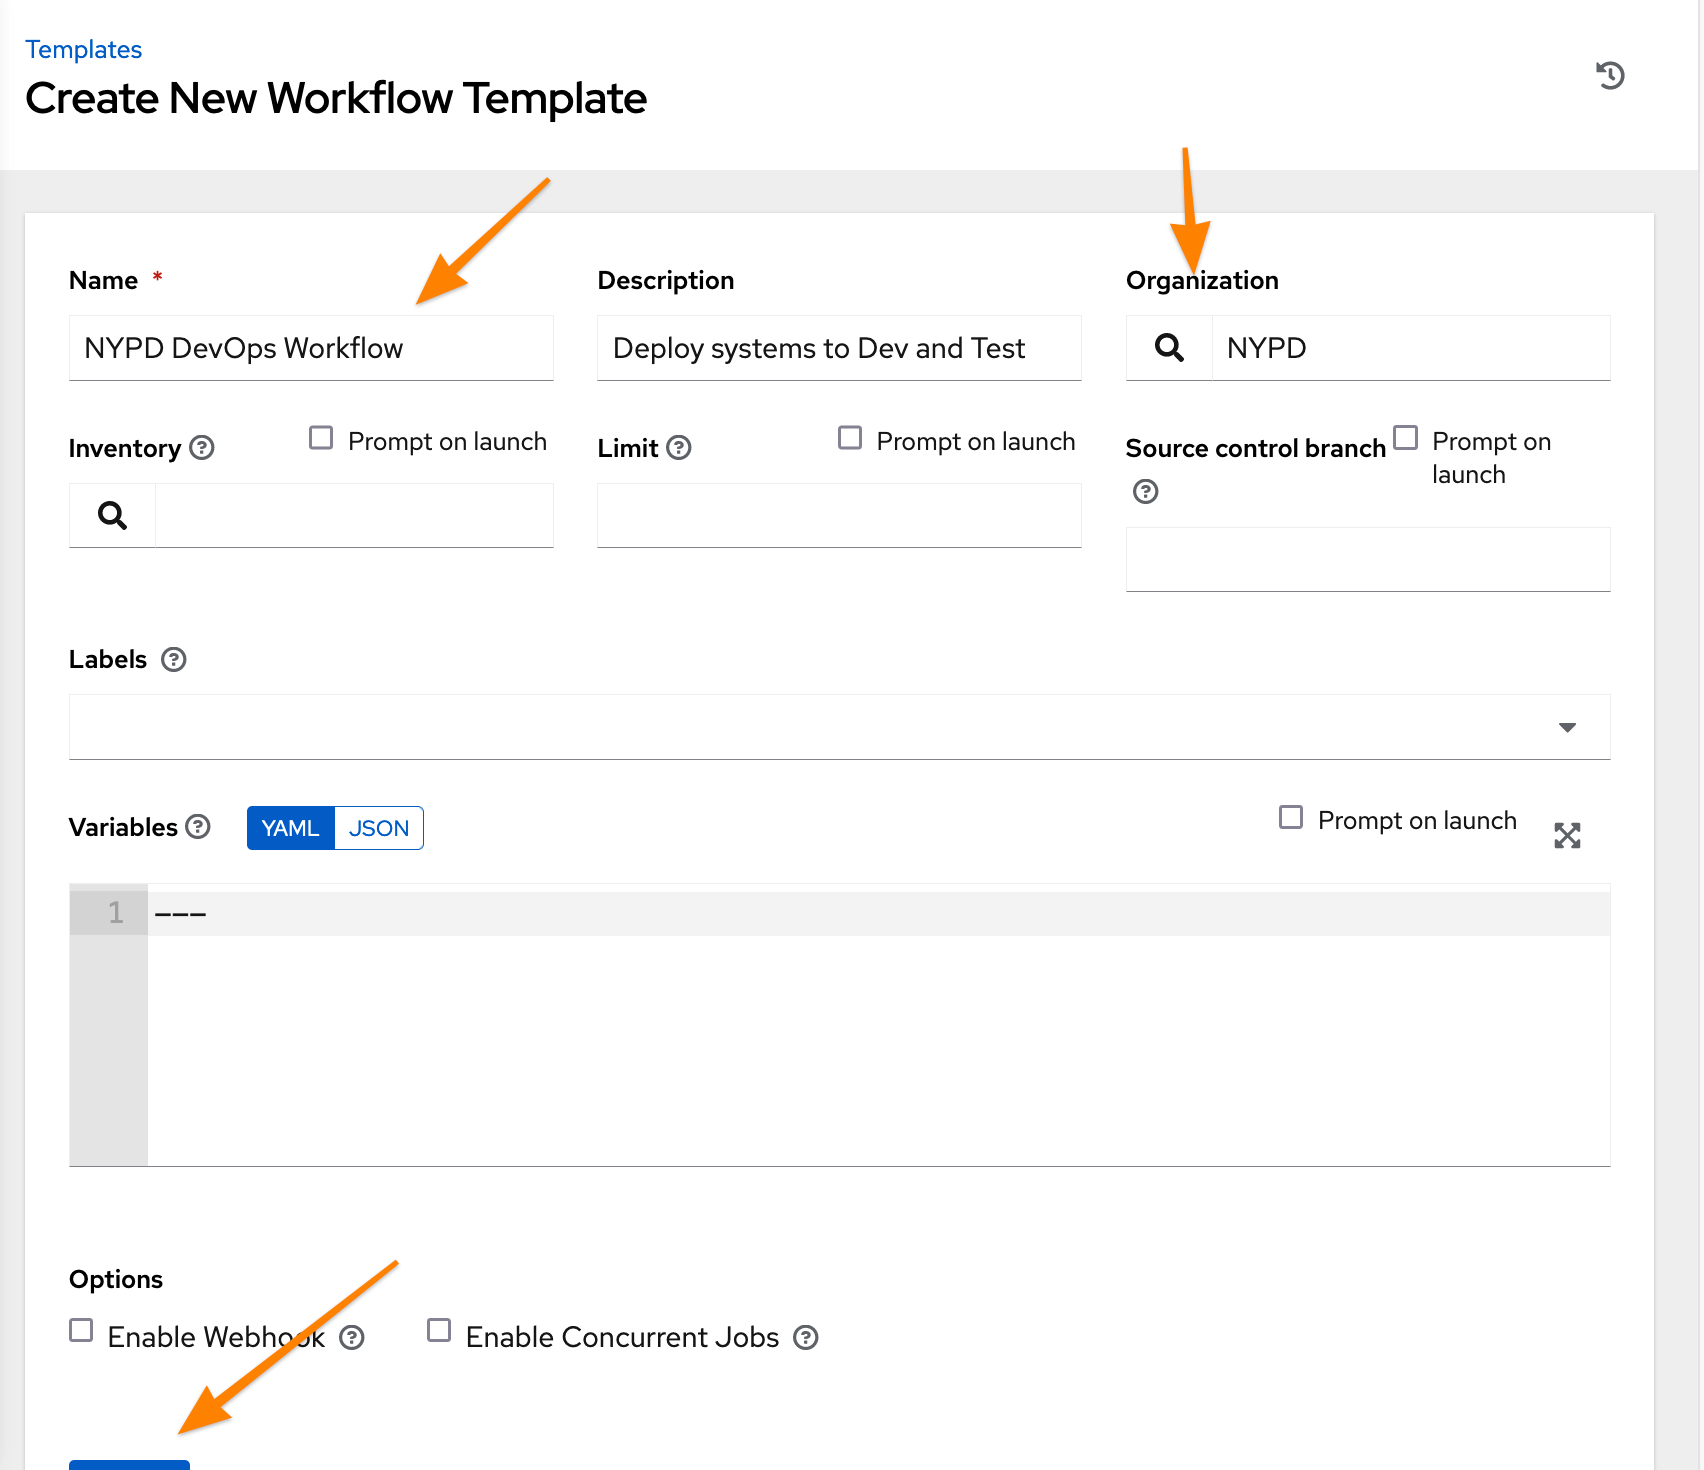 Templates
Create New Workflow Template
Name *
Description
Organization
NYPD DevOps Workflow
Deploy systems to Dev and Test
NYPD
Inventory
Prompt on launch
Limit
Prompt on launch
Source control branch
Prompt on
launch
Labels
Variables
YAML JSON
Prompt on launch
1 ---
Options
Enable Webhook
Enable Concurrent Jobs